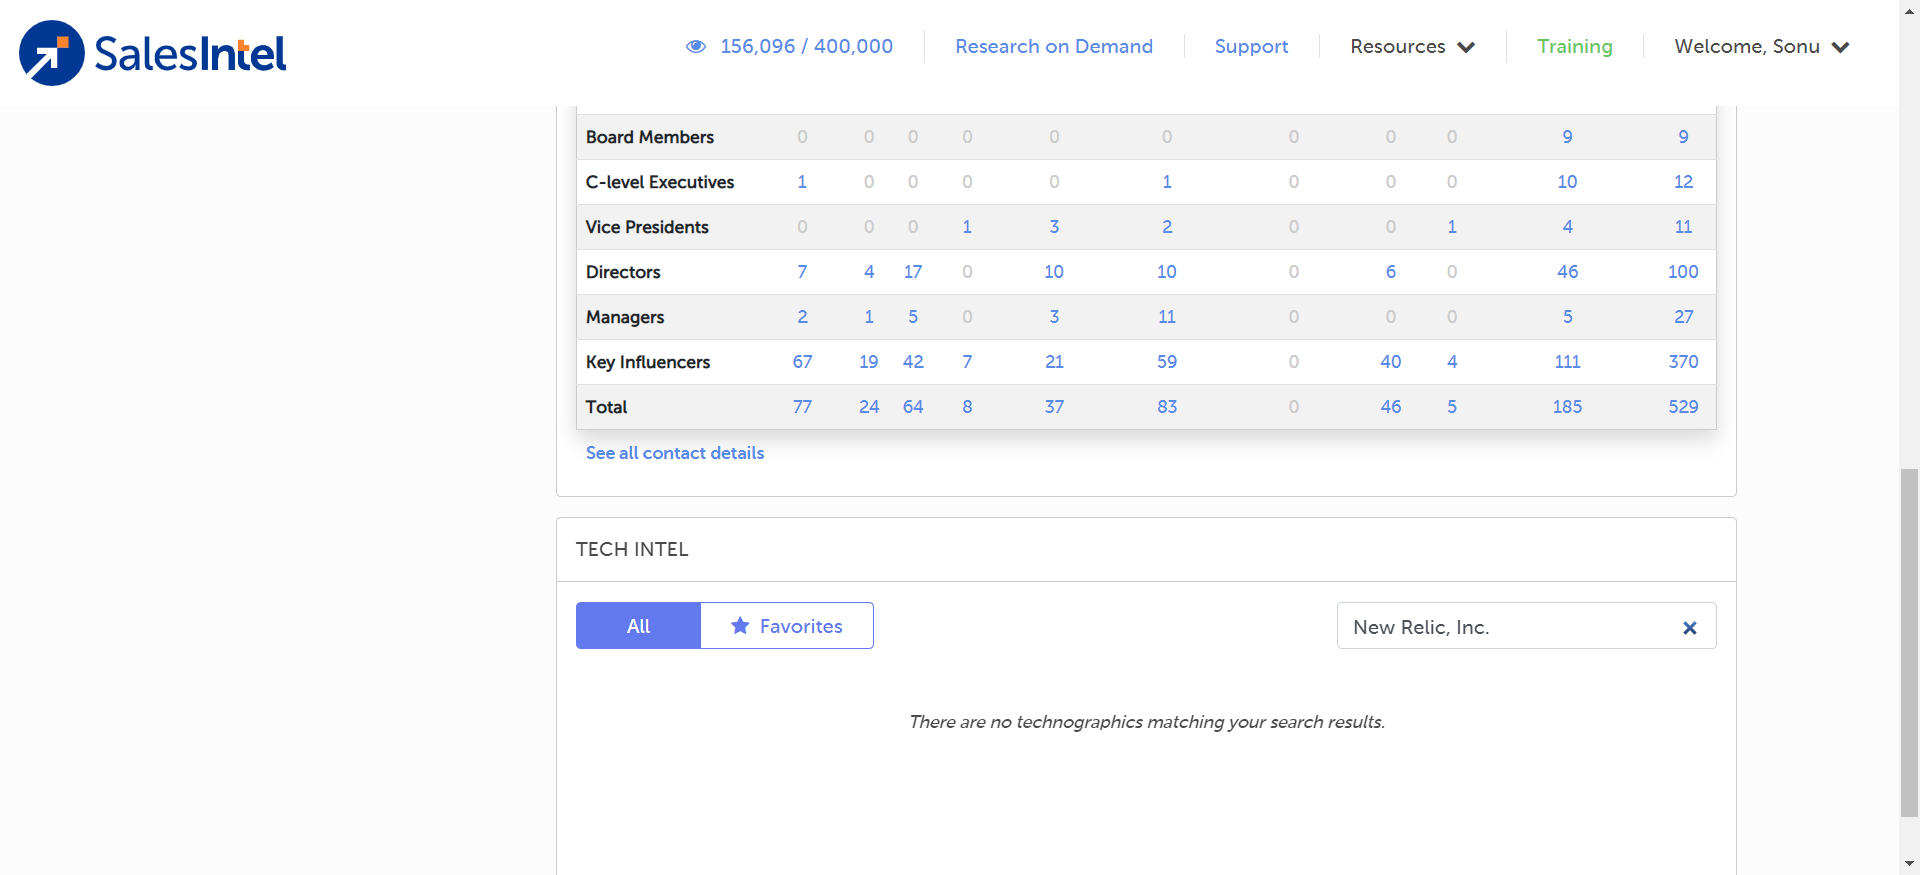 SalesIntel
156,096 / 400,000 Research on Demand Support Resources Training Welcome, Sonu
Board Members 0 0 0 0 0 0 0 0 0 9 9
C-level Executives 1 0 0 0 0 1 0 0 0 10 12
Vice Presidents 0 0 0 1 3 2 0 0 1 4 11
Directors 7 4 17 0 10 10 0 6 0 46 100
Managers 2 1 5 0 3 11 0 0 0 5 27
Key Influencers 67 19 42 7 21 59 0 40 4 111 370
Total 77 24 64 8 37 83 0 46 5 185 529
See all contact details
TECH INTEL
All Favorites New Relic, Inc.
There are no technographics matching your search results.